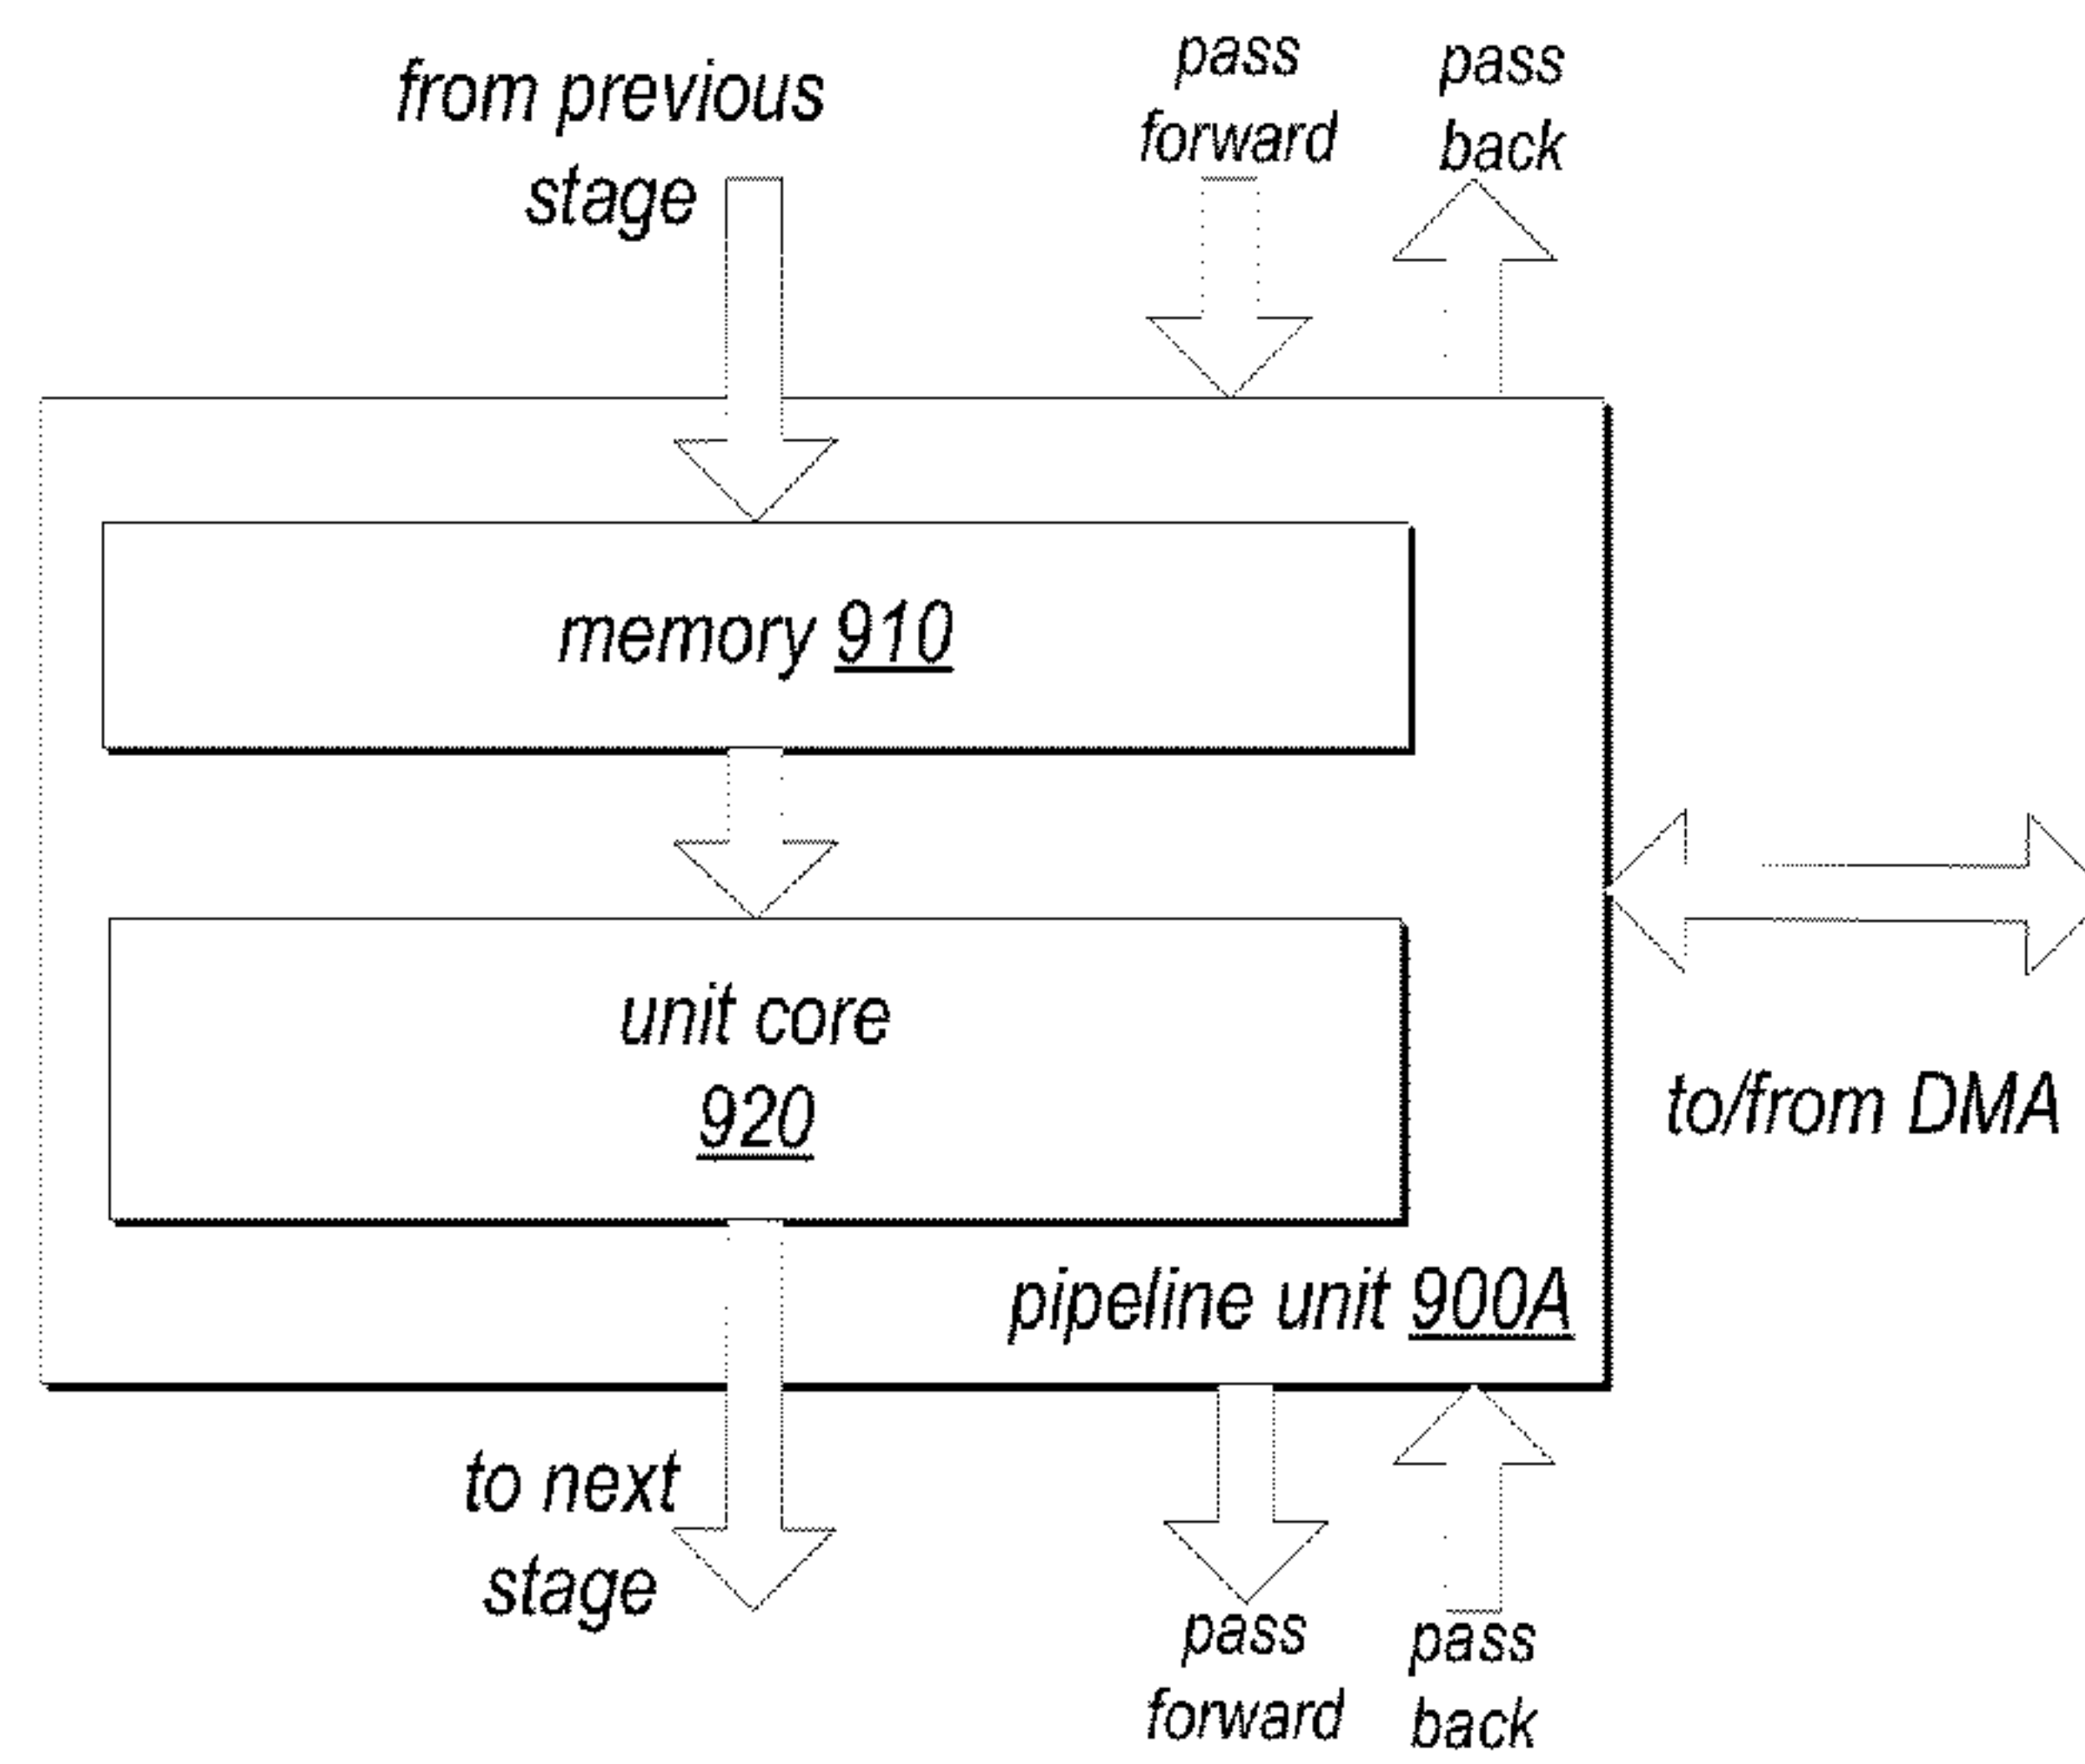 from previous
stage
pass
forward
pass
back
memory 910
unit core
920
to/from DMA
pipeline unit 900A
to next
stage
pass
forward
pass
back